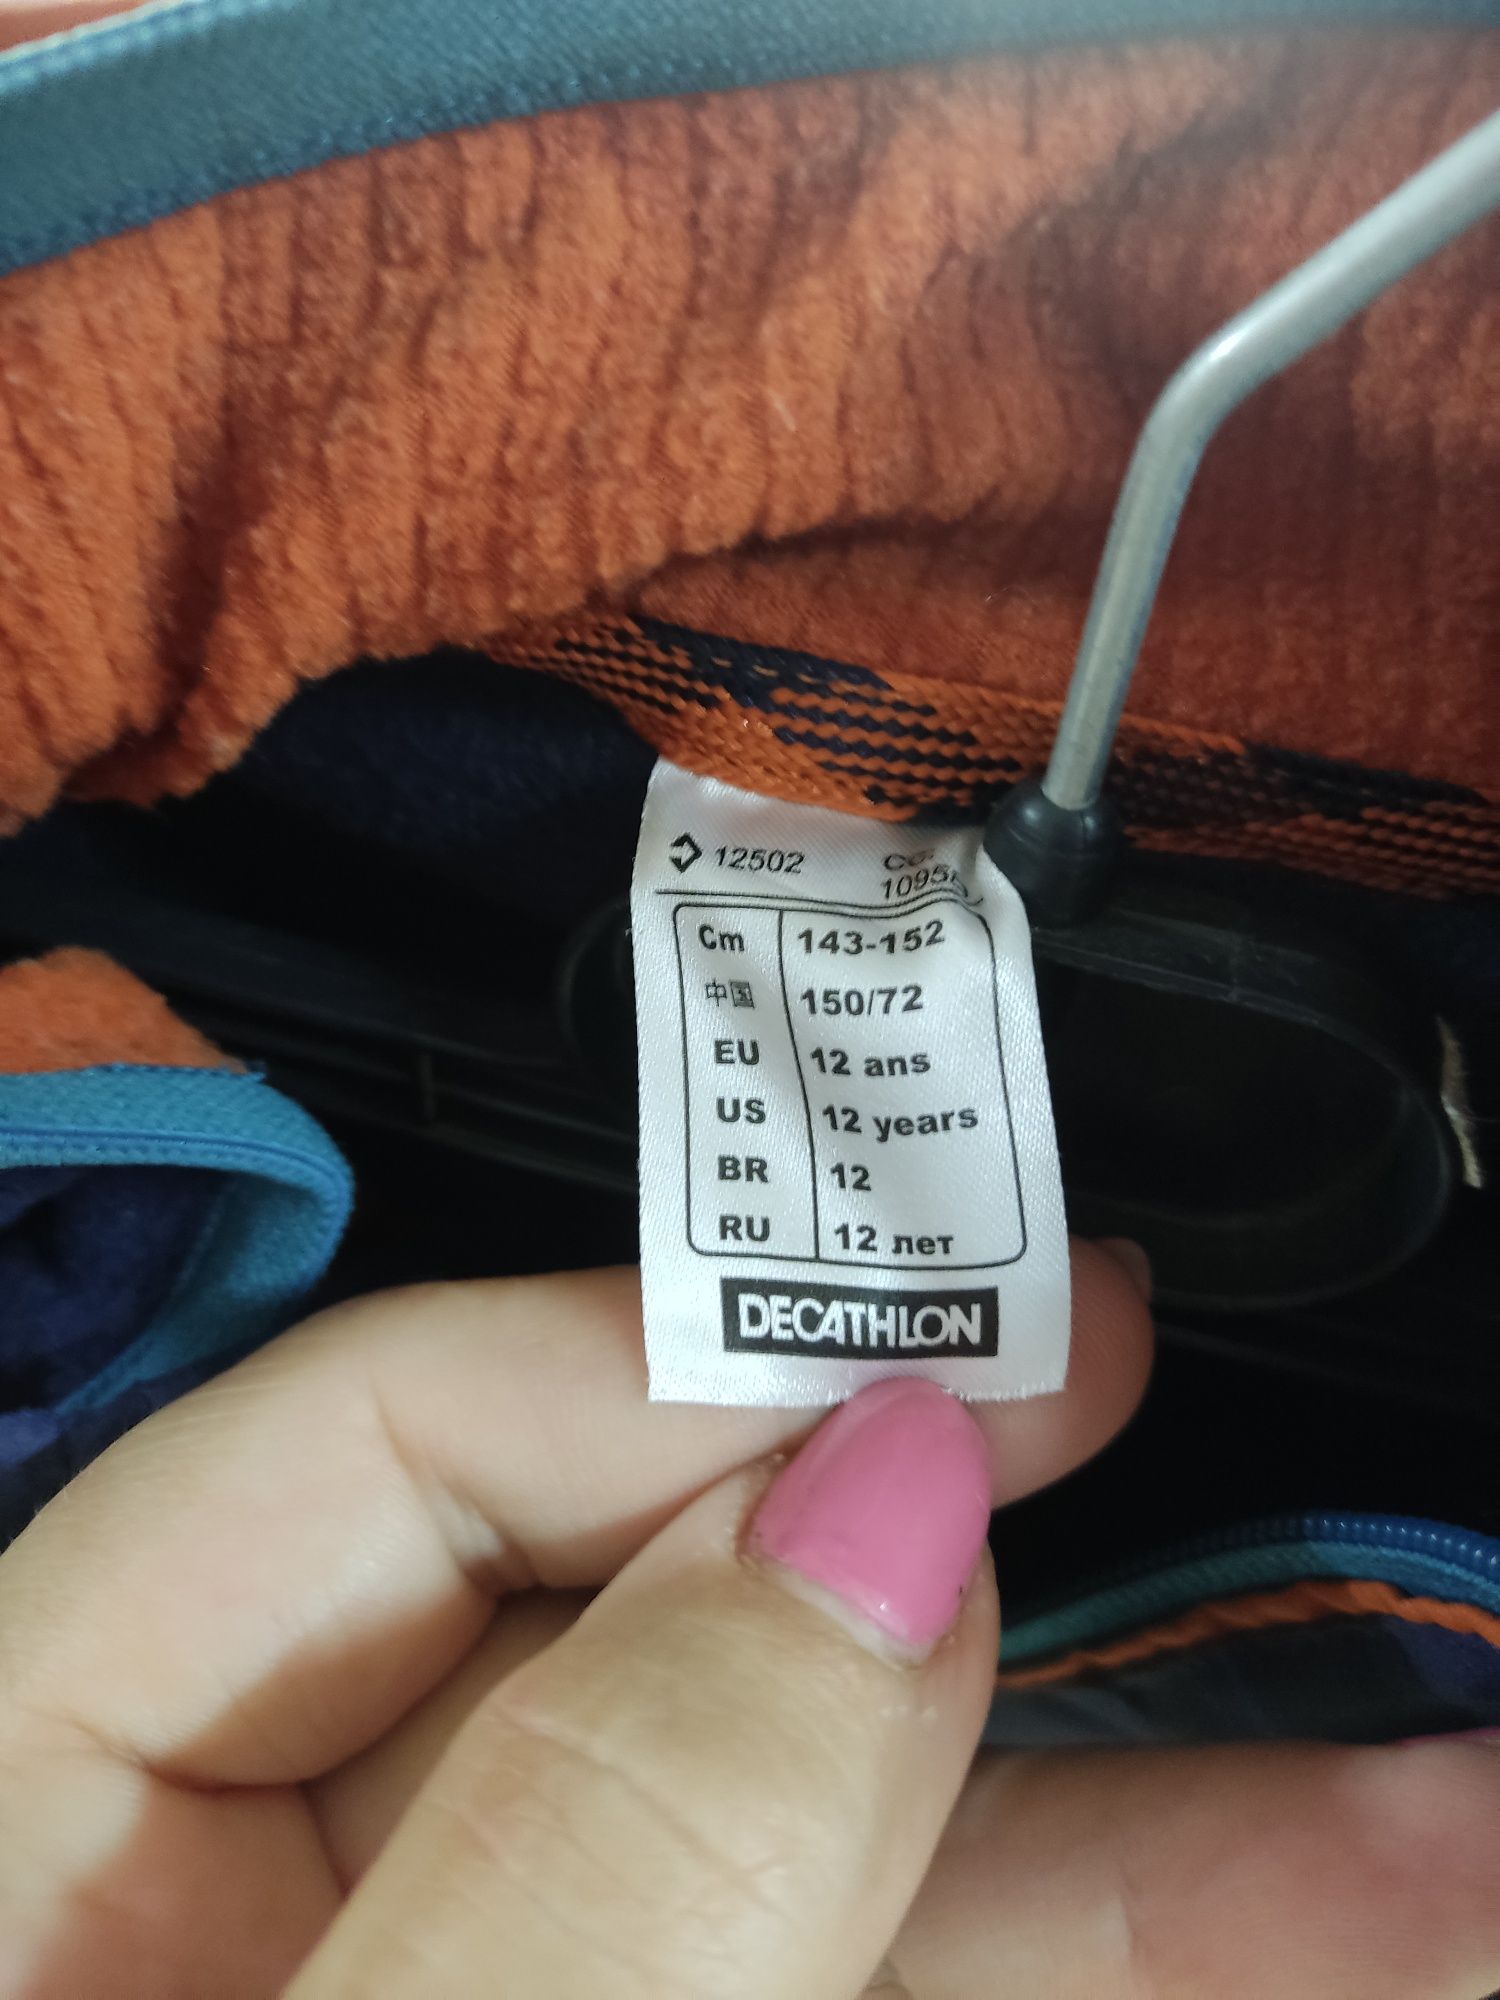 12502 CC:
Cm 143-152
中国 150/72
EU 12 ans
US 12 years
BR 12
RU 12 лет
DECATHLON